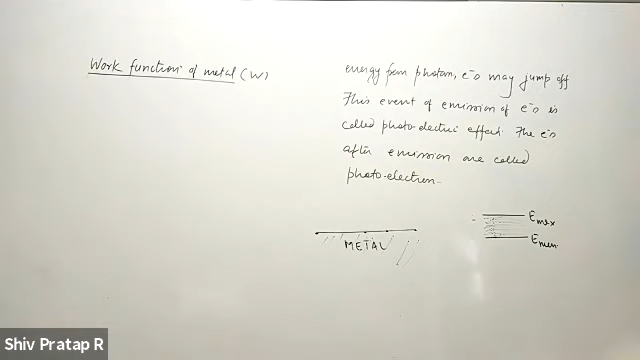 Work function of metal (W)
energy from photon, e⁻s may jump off
This event of emission of e⁻s is
called photo-electric effect. The e⁻s
after emission are called
photo-electron.
METAL
Emax
Emin
Shiv Pratap R